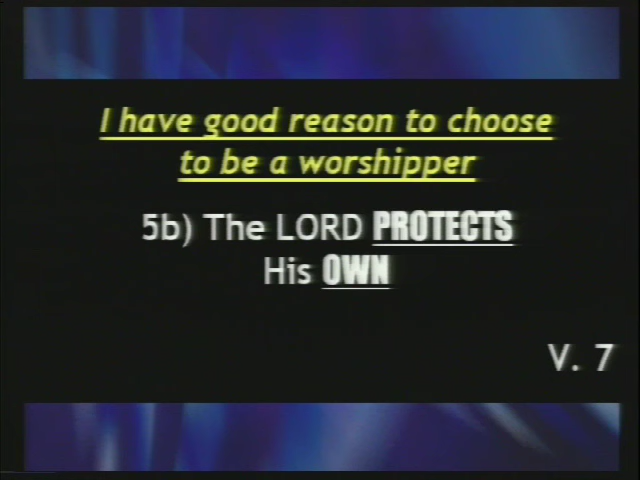 I have good reason to choose
to be a worshipper
5b) The LORD PROTECTS
His OWN
V. 7